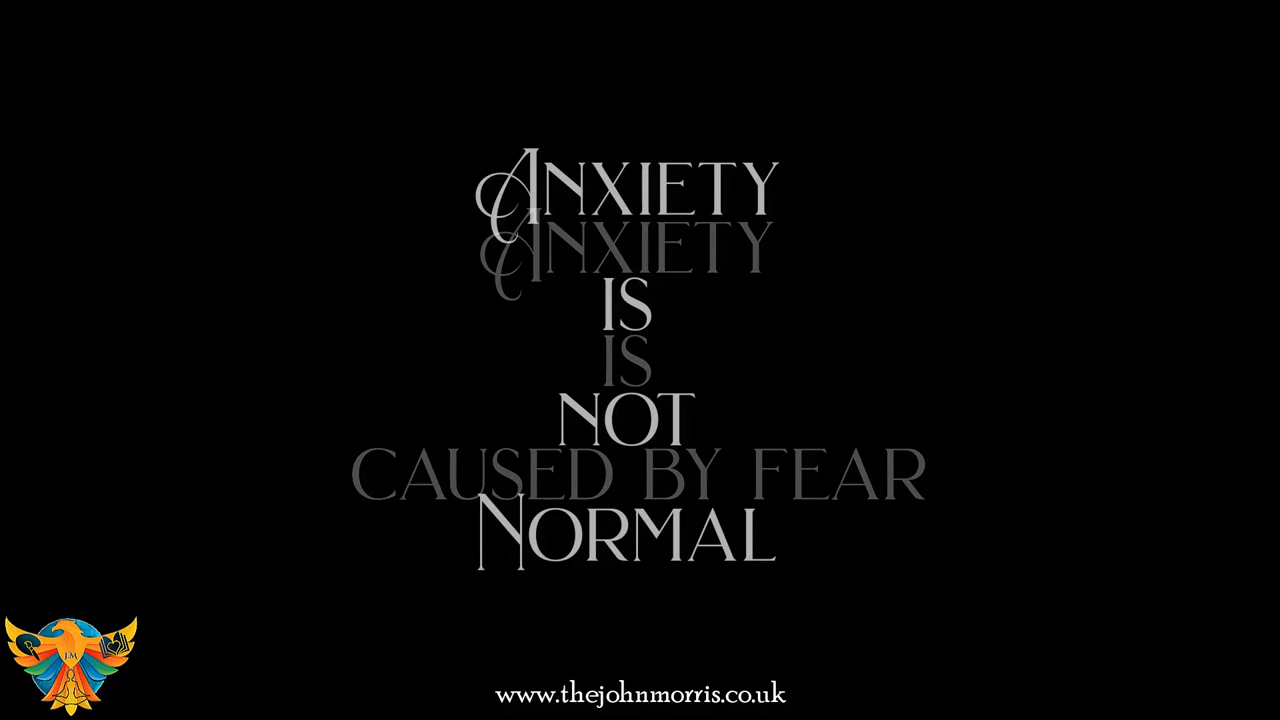 Anxiety
Anxiety
is
is
not
caused by fear
Normal
J.M
www.thejohnmorris.co.uk